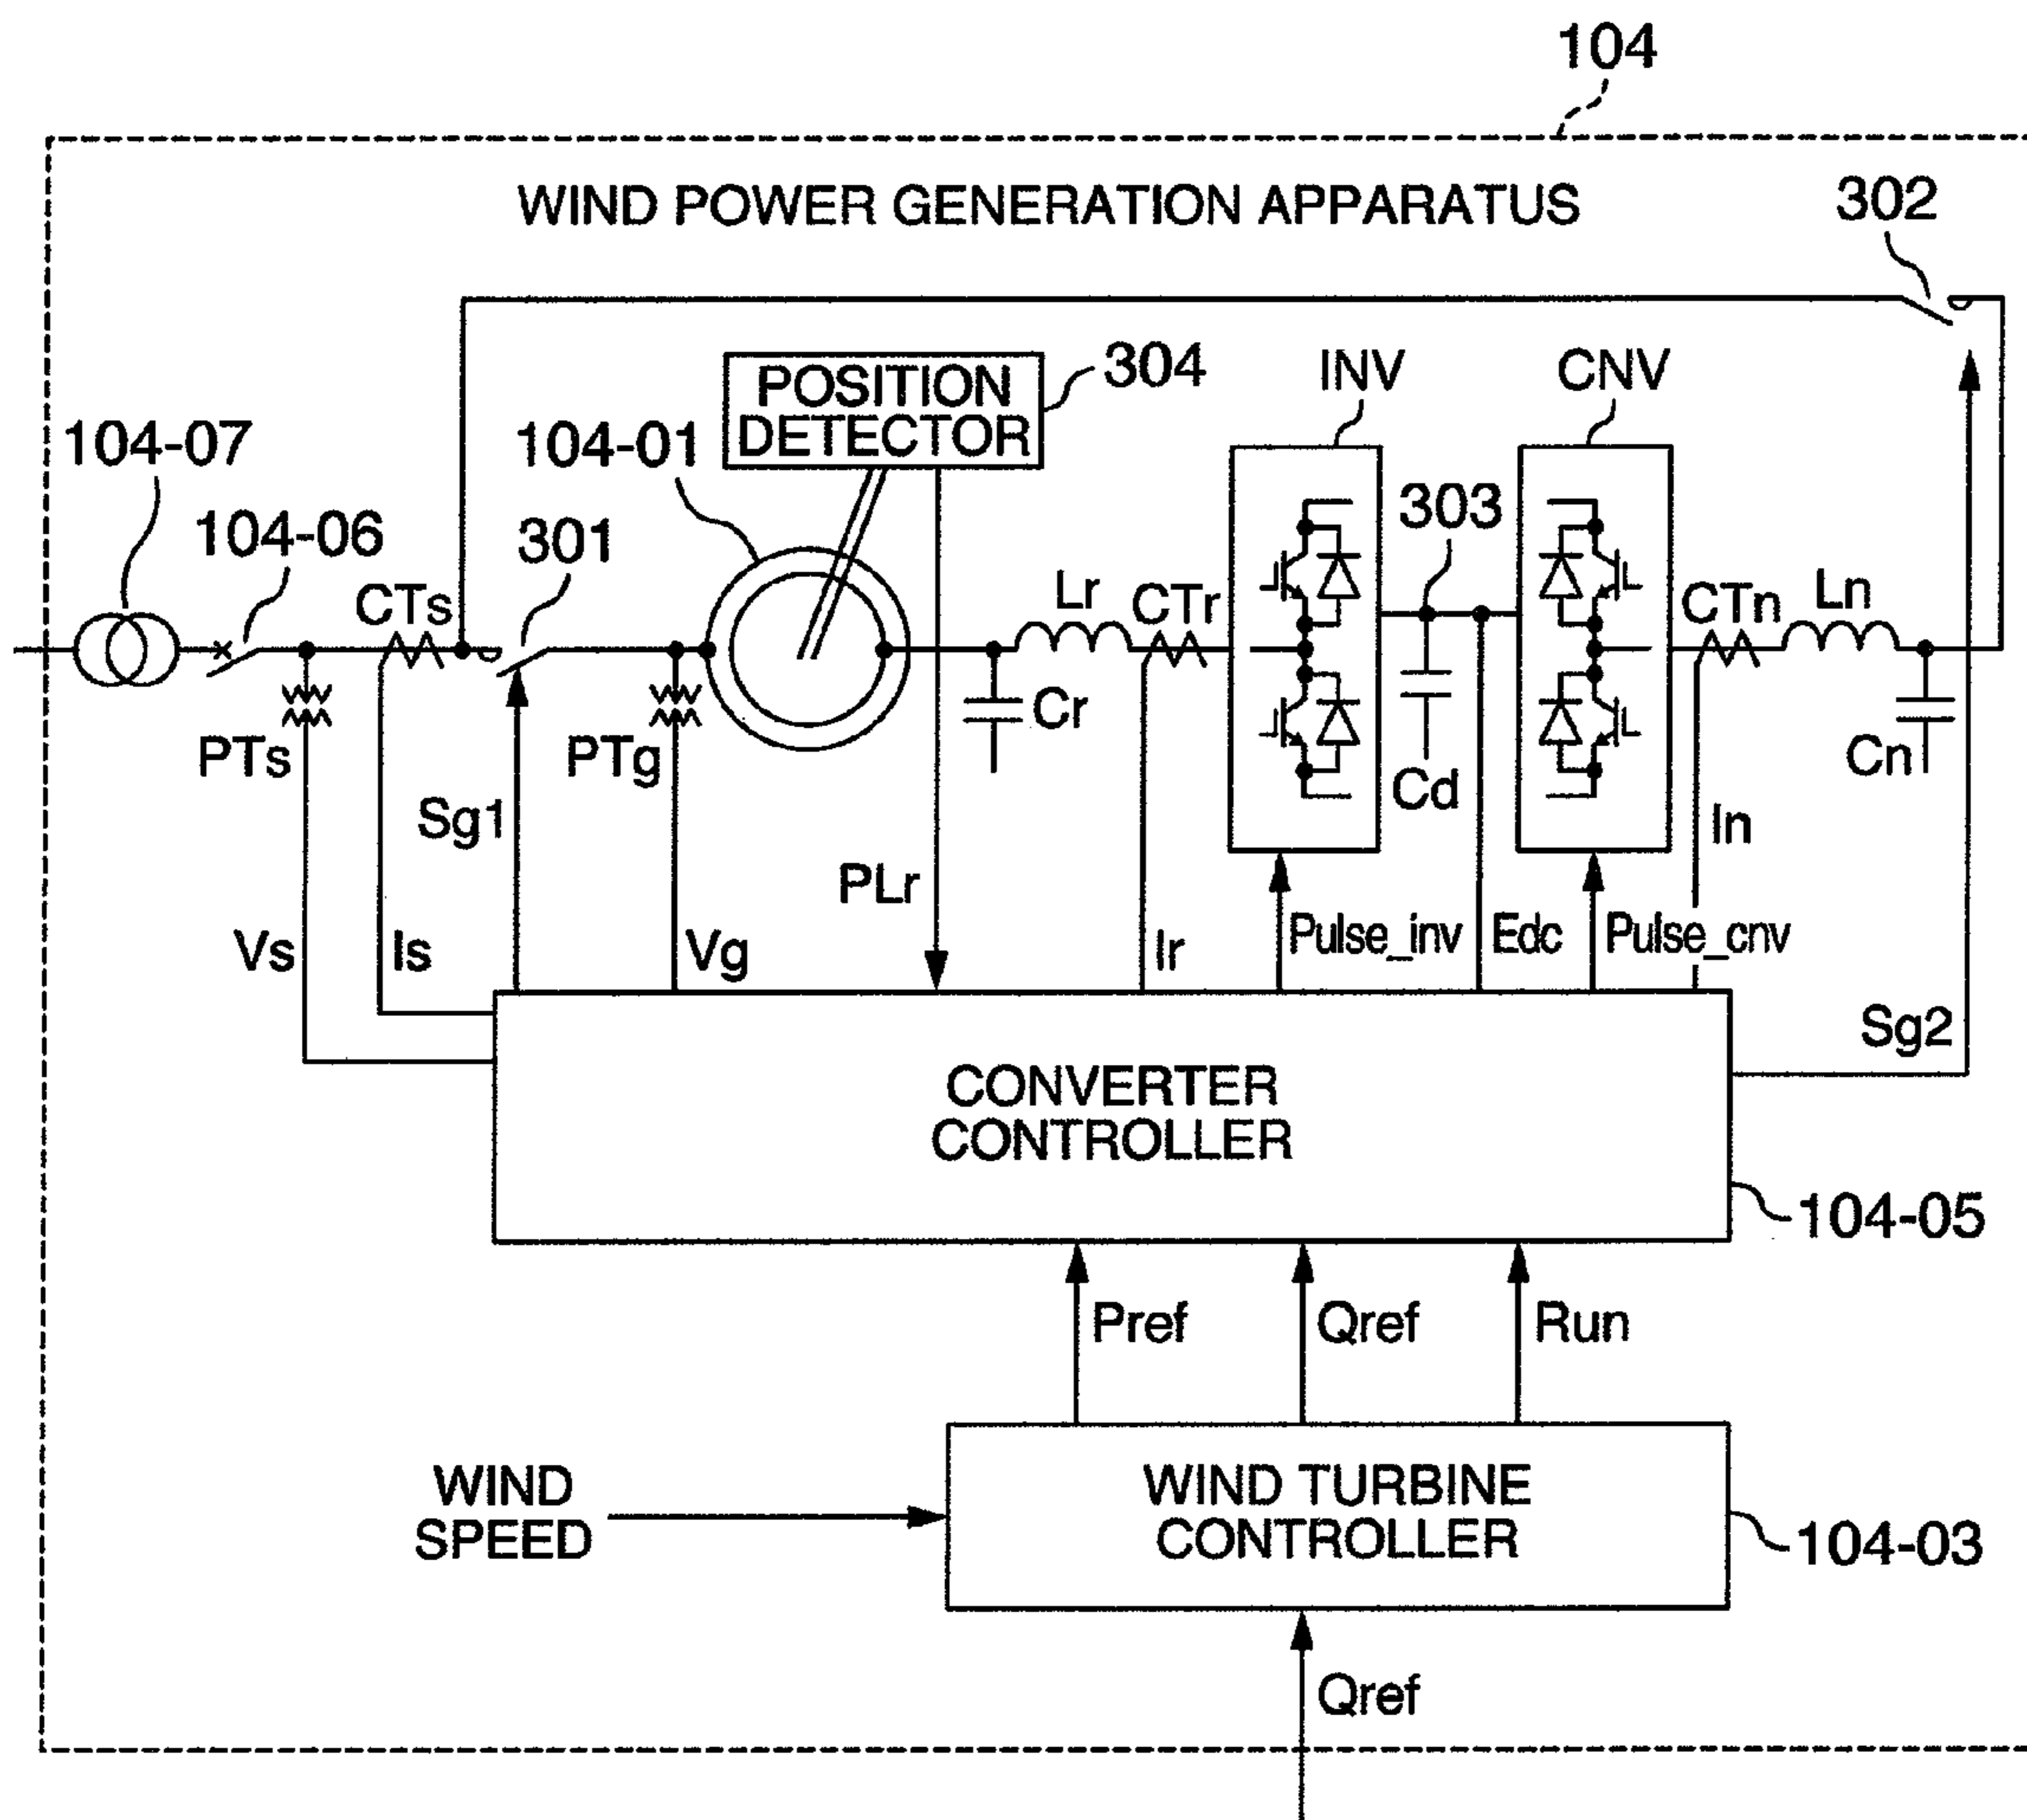 104
WIND POWER GENERATION APPARATUS
302
POSITION
DETECTOR
304
INV
CNV
104-07
104-01
104-06
301
303
CTs
Lr
CTr
CTn
Ln
PTs
PTg
Cr
Cd
Cn
Sg1
In
PLr
Vs
Is
Vg
Ir
Pulse_inv
Edc
Pulse_cnv
Sg2
CONVERTER
CONTROLLER
104-05
Pref
Qref
Run
WIND
SPEED
WIND TURBINE
CONTROLLER
104-03
Qref